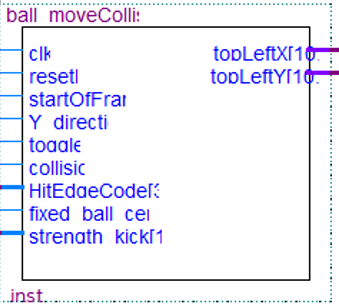 ball_moveCollis
clk
resetN
startOfFrar
Y_directi
toggle
collisic
HitEdgeCode[3
fixed_ball_cer
strength_kick[1
topLeftX[10.
topLeftY[10.
inst